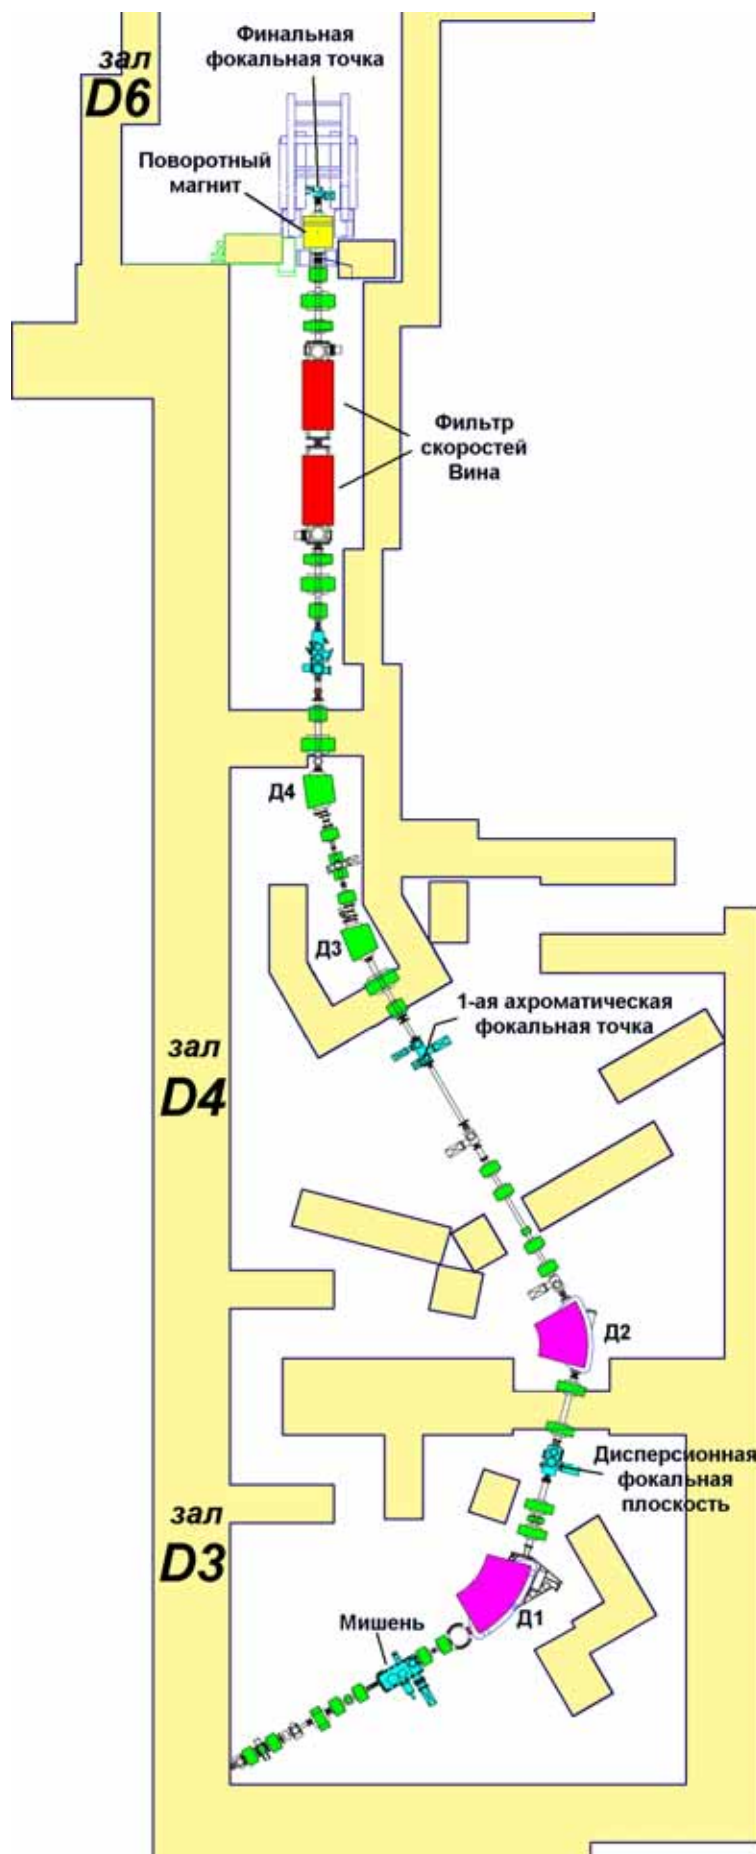 Финальная
фокальная точка
зал
D6
Поворотный
магнит
Фильтр
скоростей
Вина
Д4
Д3
1-ая ахроматическая
фокальная точка
зал
D4
Д2
Дисперсионная
фокальная
плоскость
зал
D3
Д1
Мишень